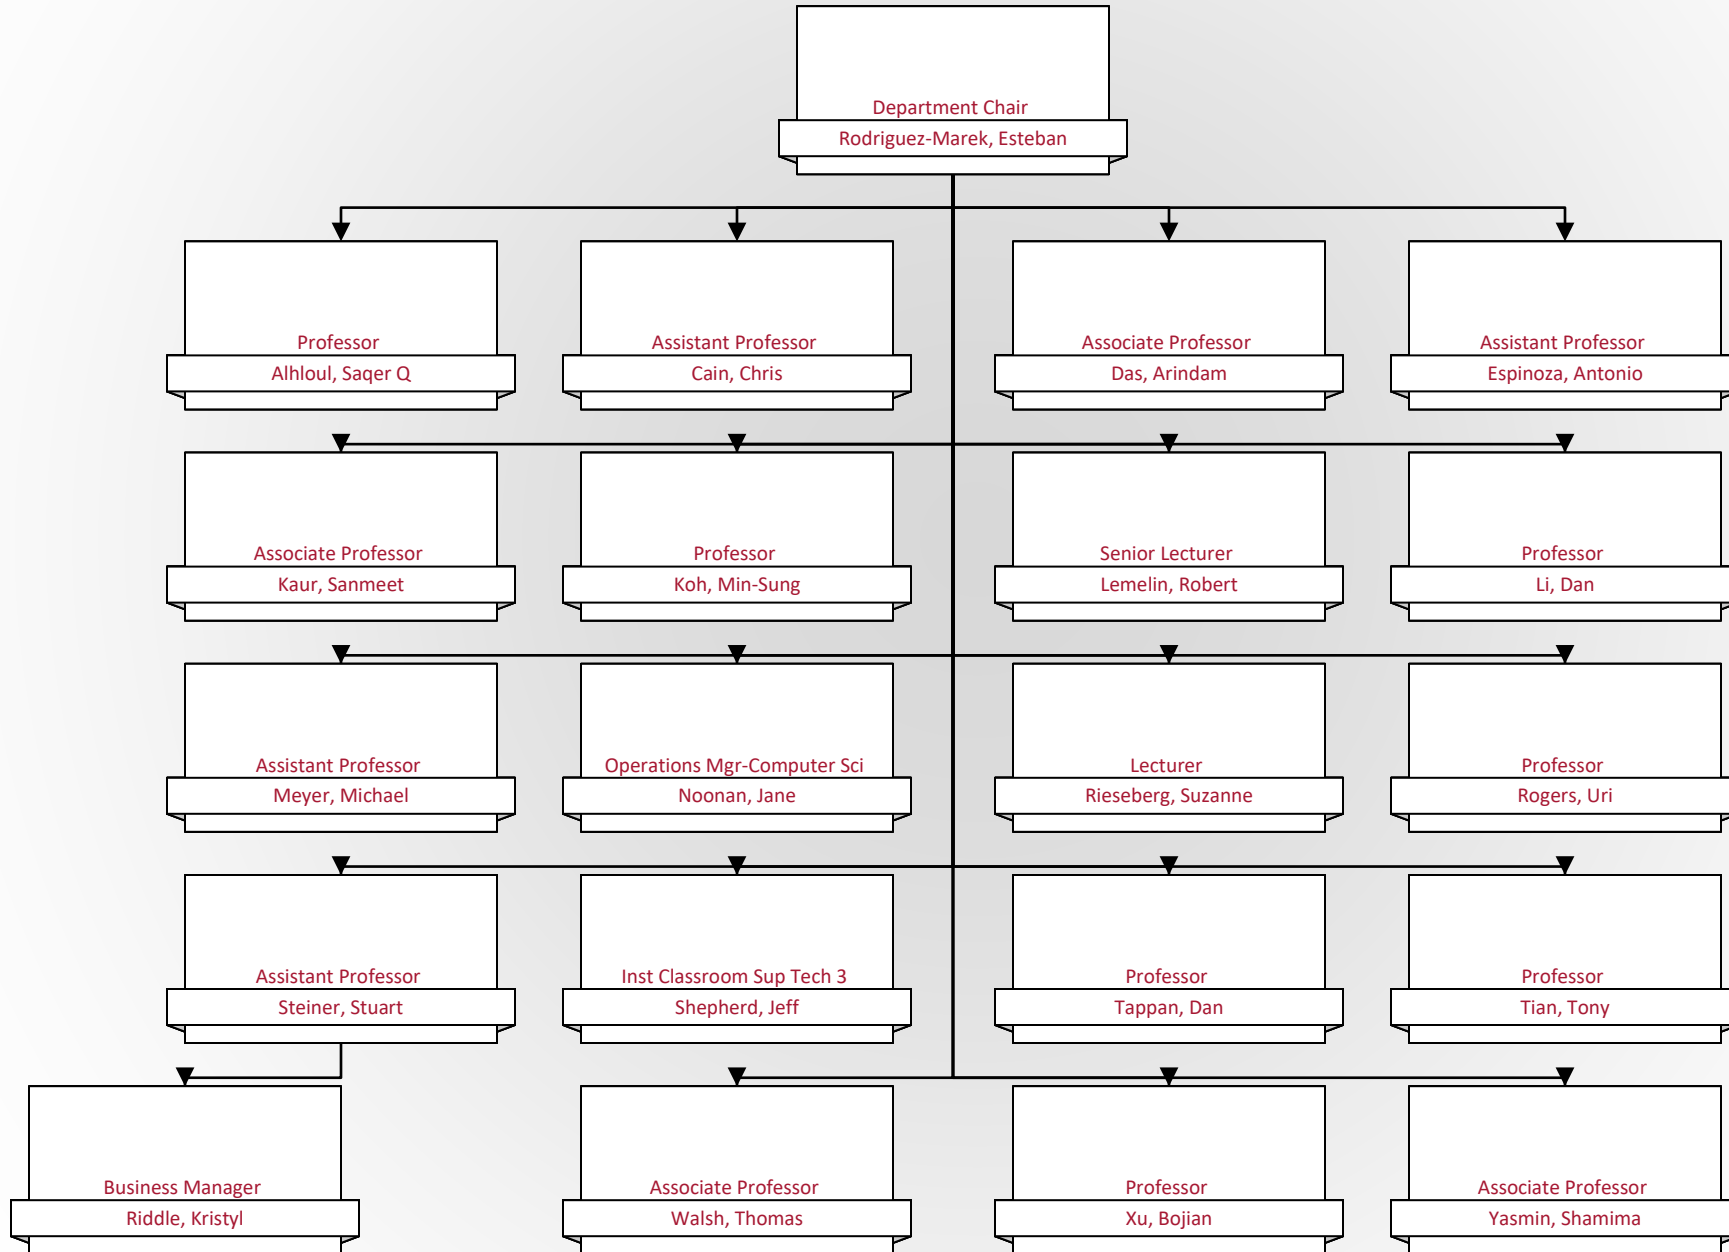 Department Chair
Rodriguez-Marek, Esteban
Professor
Alhloul, Saqer Q
Assistant Professor
Cain, Chris
Associate Professor
Das, Arindam
Assistant Professor
Espinoza, Antonio
Associate Professor
Kaur, Sanmeet
Professor
Koh, Min-Sung
Senior Lecturer
Lemelin, Robert
Professor
Li, Dan
Assistant Professor
Meyer, Michael
Operations Mgr-Computer Sci
Noonan, Jane
Lecturer
Rieseberg, Suzanne
Professor
Rogers, Uri
Assistant Professor
Steiner, Stuart
Inst Classroom Sup Tech 3
Shepherd, Jeff
Professor
Tappan, Dan
Professor
Tian, Tony
Business Manager
Riddle, Kristyl
Associate Professor
Walsh, Thomas
Professor
Xu, Bojian
Associate Professor
Yasmin, Shamima